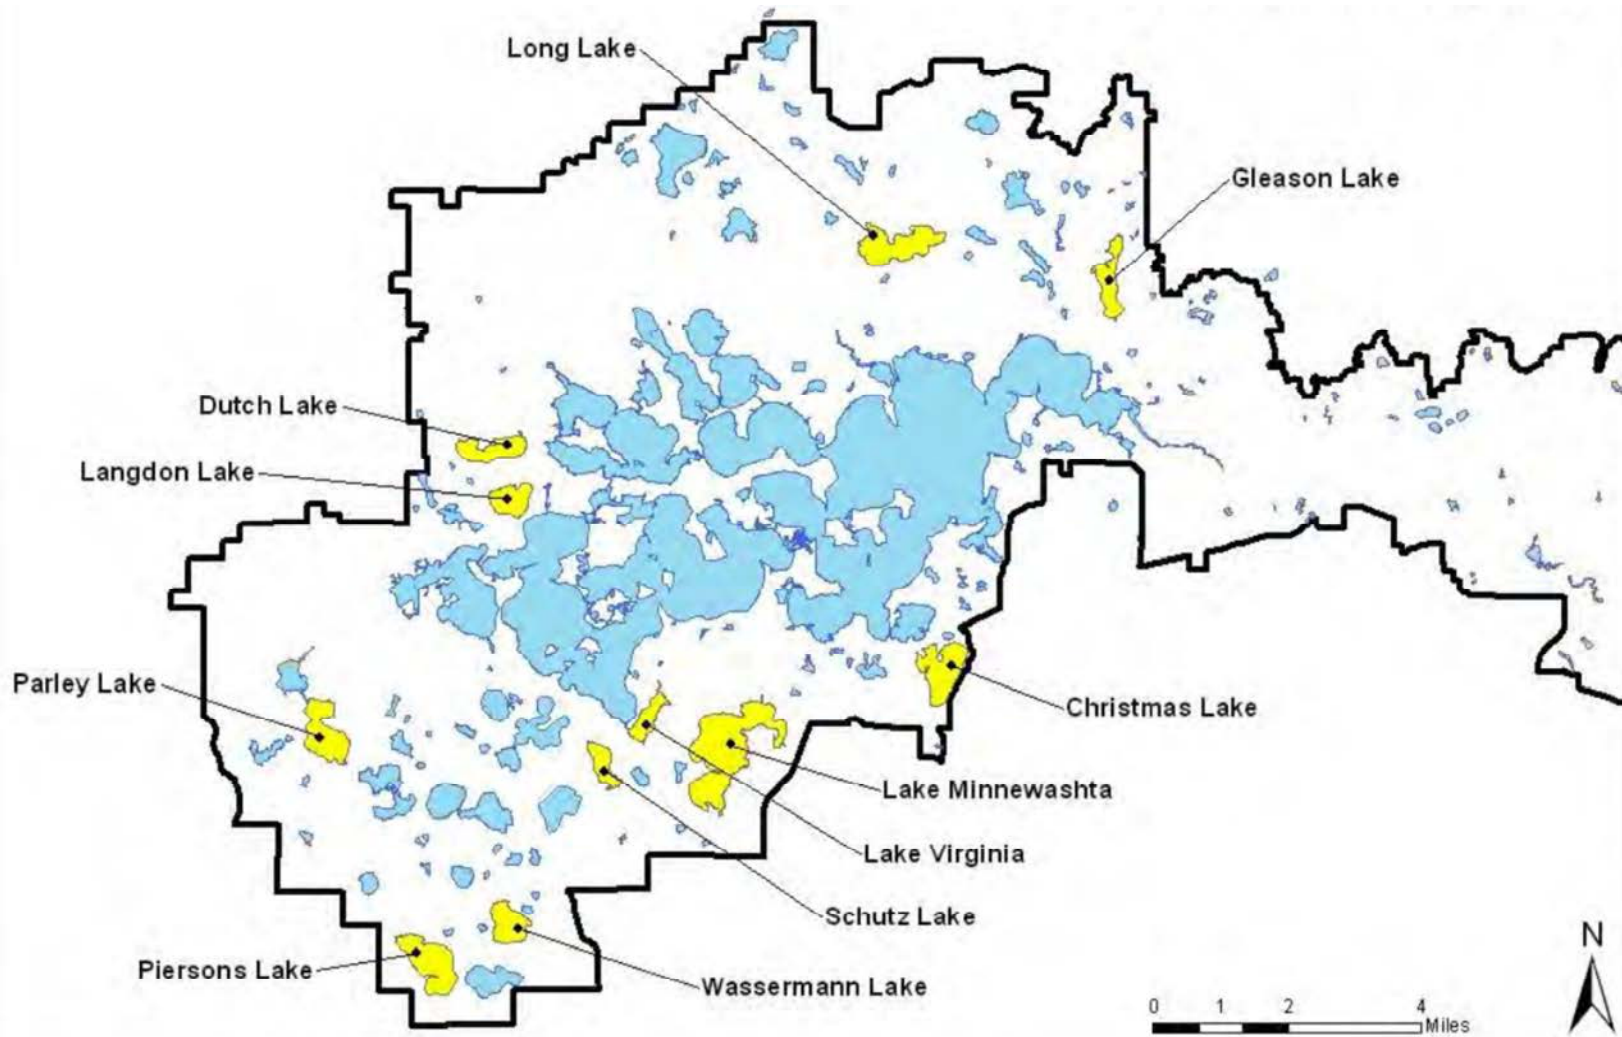 Long Lake
Gleason Lake
Dutch Lake
Langdon Lake
Parley Lake
Christmas Lake
Lake Minnewashta
Lake Virginia
Schutz Lake
Piersons Lake
Wassermann Lake
N
0 1 2 4
Miles